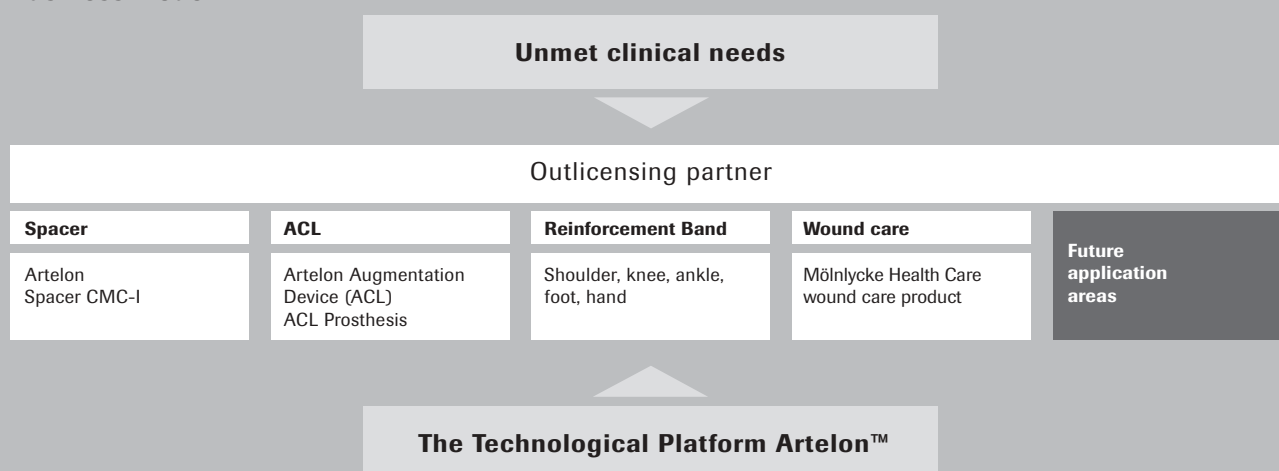 Unmet clinical needs
Outlicensing partner
Spacer
Artelon
Spacer CMC-I
ACL
Artelon Augmentation
Device (ACL)
ACL Prosthesis
Reinforcement Band
Shoulder, knee, ankle,
foot, hand
Wound care
Mölnlycke Health Care
wound care product
Future
application
areas
The Technological Platform Artelon™